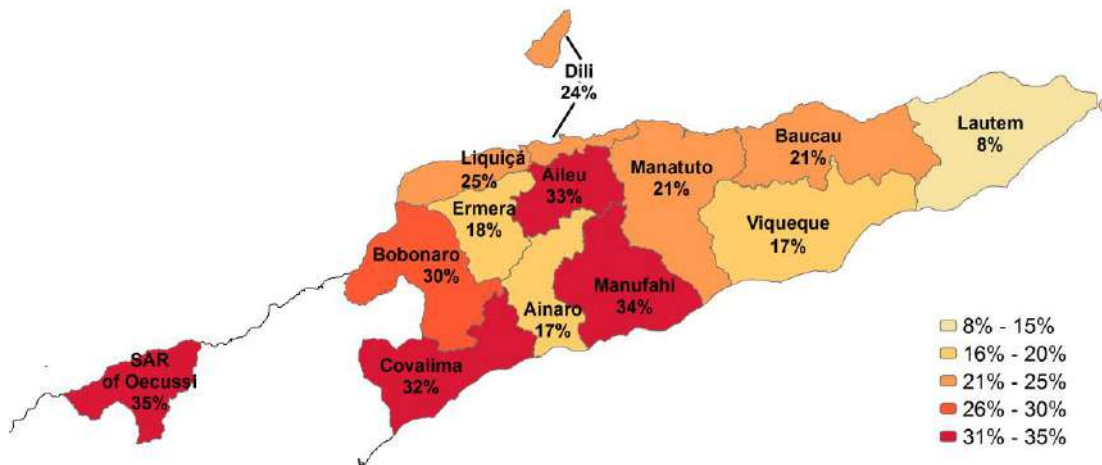 Dili
24%
Lautem
8%
Baucau
21%
Liquiçá
25%
Manatuto
21%
Aileu
33%
Ermera
18%
Viqueque
17%
Bobonaro
30%
Manufahi
34%
Ainaro
17%
Covalima
32%
SAR
of Oecussi
35%
8% - 15%
16% - 20%
21% - 25%
26% - 30%
31% - 35%